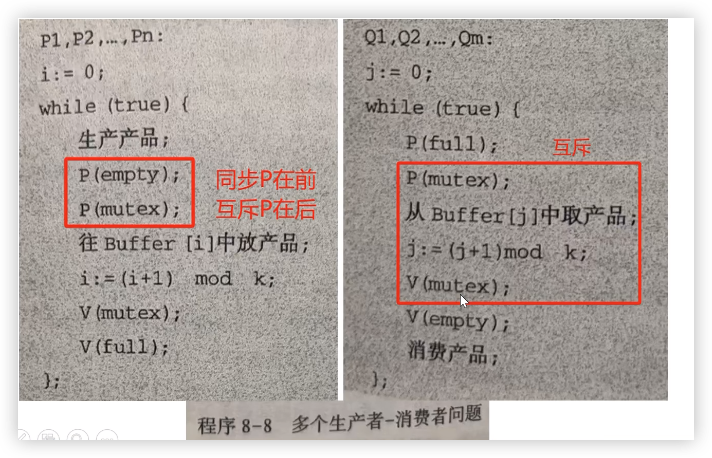 P1,P2,…,Pn:
i:= 0;
while (true) {
生产产品;
P(empty);
P(mutex);
同步P在前
互斥P在后
往 Buffer [i]中放产品;
i:=(i+1) mod k;
V(mutex);
V(full);
};
Q1,Q2,…,Qm:
j:= 0;
while (true) {
P(full);
互斥
P(mutex);
从 Buffer[j]中取产品;
j:=(j+1)mod k;
V(mutex);
V(empty);
消费产品;
};
程序 8-8 多个生产者-消费者问题